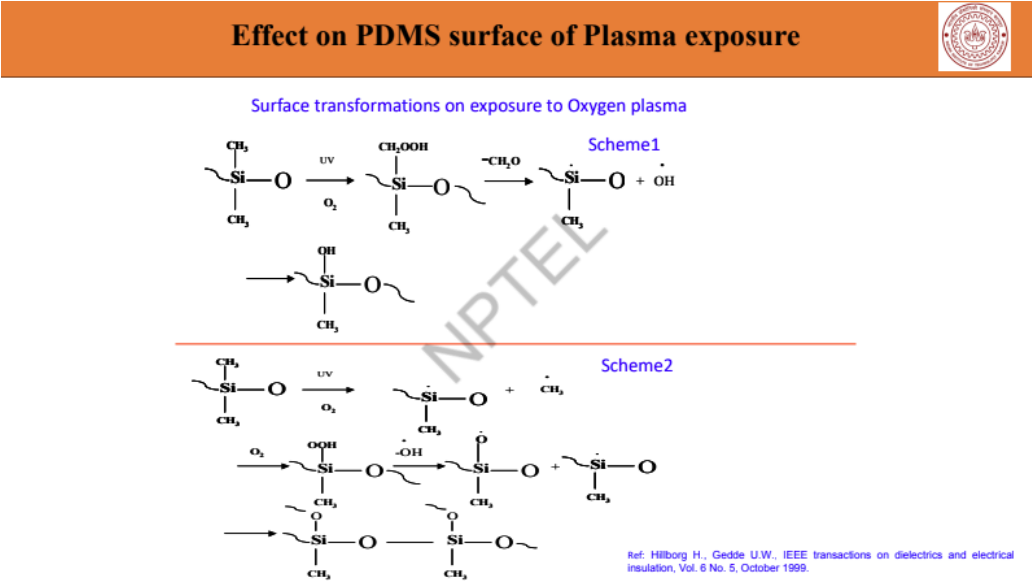 Effect on PDMS surface of Plasma exposure
Surface transformations on exposure to Oxygen plasma
Scheme1
CH₃ UV CH₂OOH -CH₂O
Si O O₂ Si O Si O + OH
CH₃ CH₃ CH₃
OH
Si O
CH₃
NPTEL
Scheme2
CH₃ UV
Si O O₂ Si O + CH₃
CH₃ CH₃
O₂ OOH -OH O
Si O Si O + Si O
CH₃ CH₃ CH₃
O O
Si O Si O
CH₃ CH₃
Ref: Hillborg H., Gedde U.W., IEEE transactions on dielectrics and electrical
insulation, Vol. 6 No. 5, October 1999.